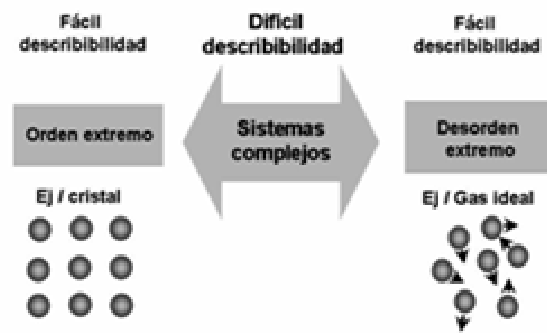 Fácil
describibilidad
Difícil
describibilidad
Fácil
describibilidad
Orden extremo
Sistemas
complejos
Desorden
extremo
Ej / cristal
Ej / Gas ideal